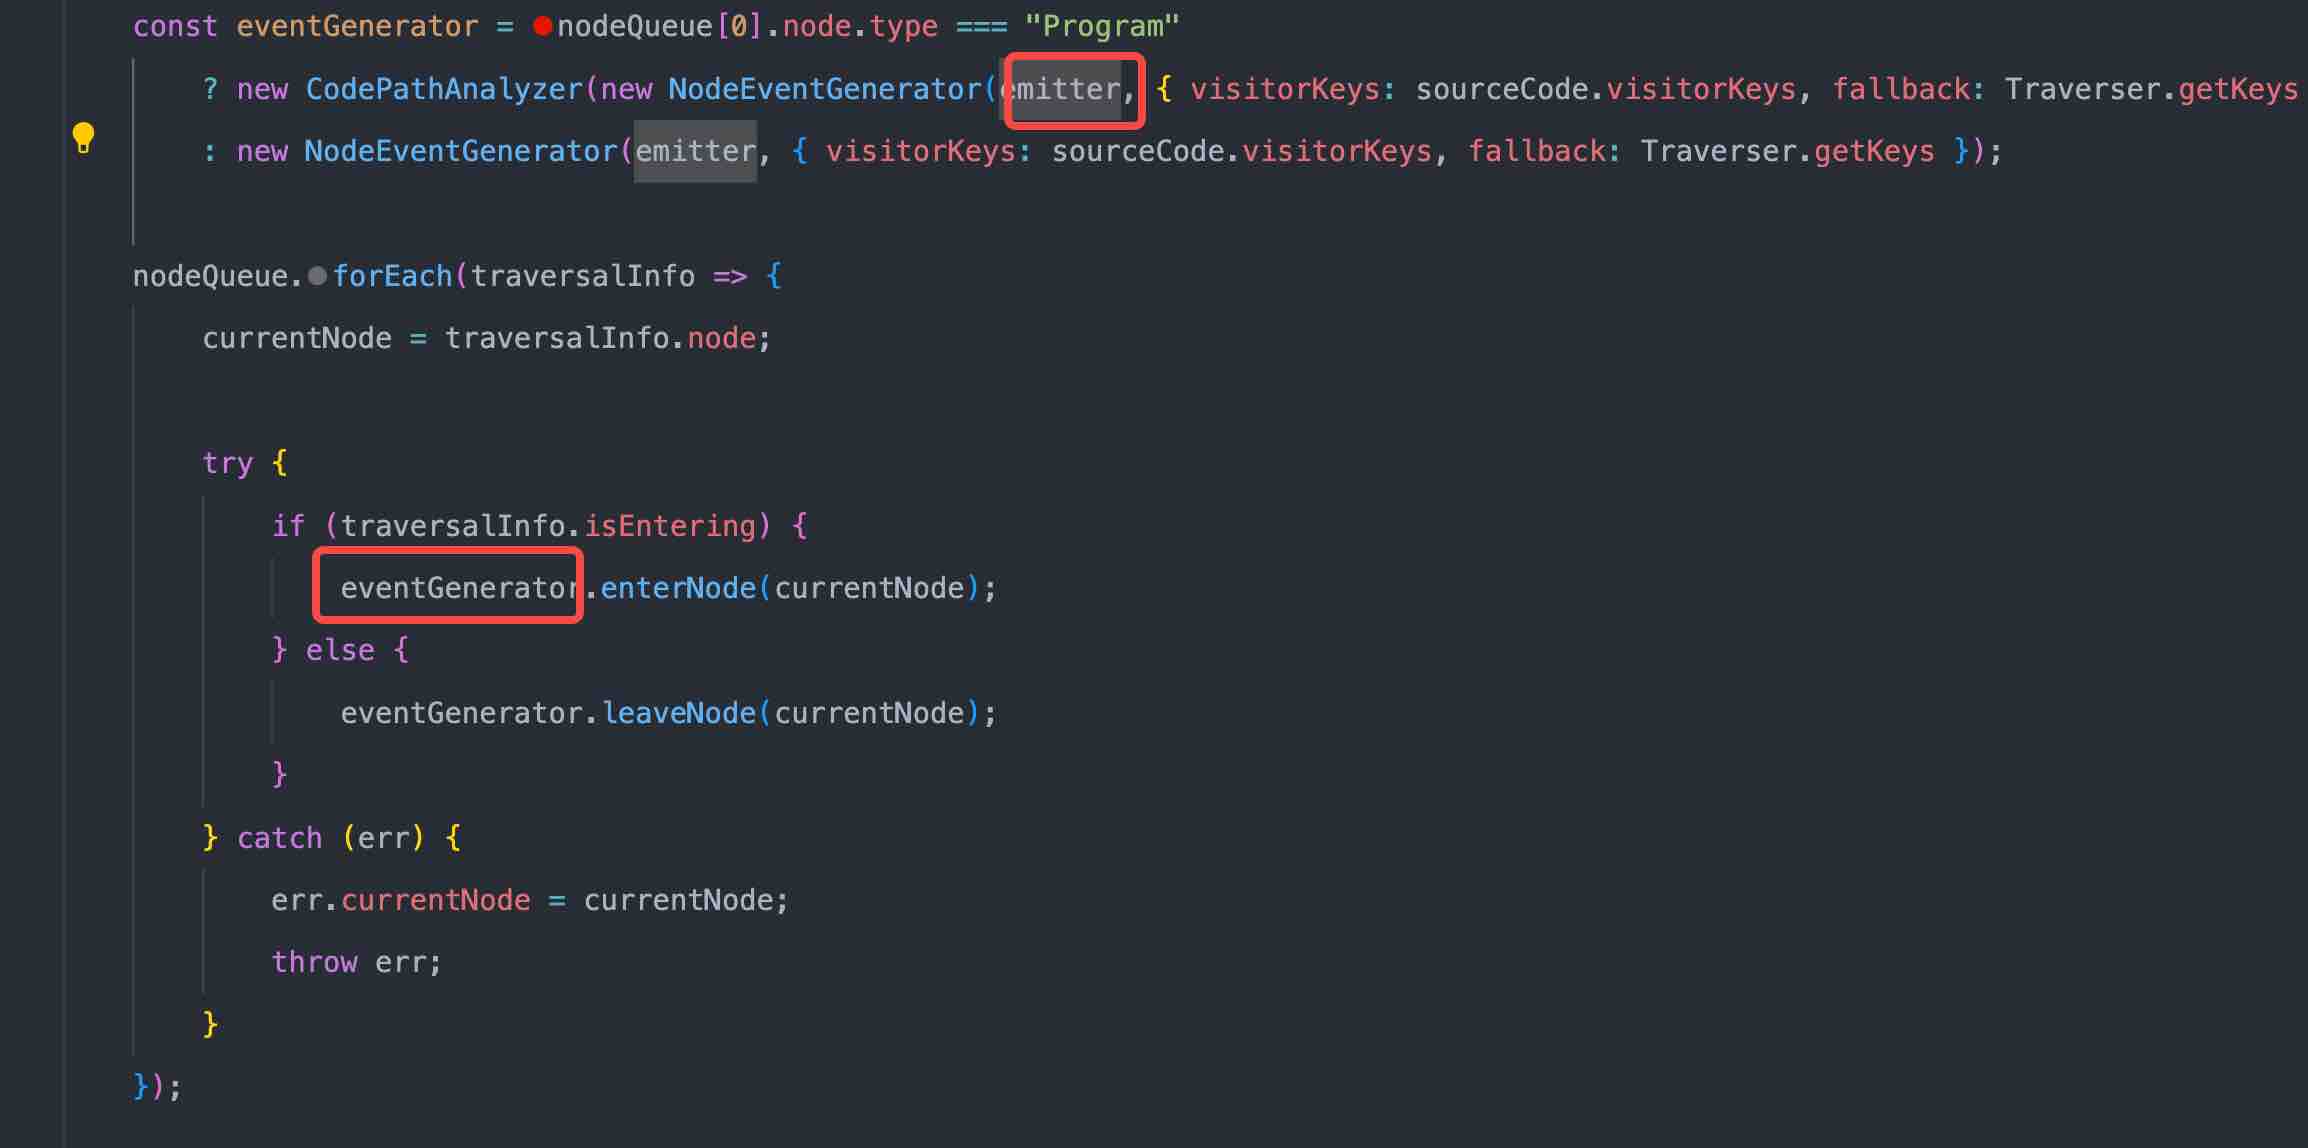 const eventGenerator = nodeQueue[0].node.type === "Program"
? new CodePathAnalyzer(new NodeEventGenerator(emitter, { visitorKeys: sourceCode.visitorKeys, fallback: Traverser.getKeys
: new NodeEventGenerator(emitter, { visitorKeys: sourceCode.visitorKeys, fallback: Traverser.getKeys });
nodeQueue.forEach(traversalInfo => {
currentNode = traversalInfo.node;
try {
if (traversalInfo.isEntering) {
eventGenerator.enterNode(currentNode);
} else {
eventGenerator.leaveNode(currentNode);
}
} catch (err) {
err.currentNode = currentNode;
throw err;
}
});